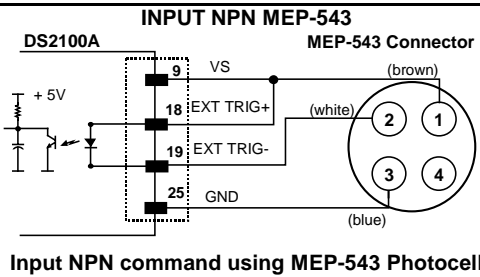 INPUT NPN MEP-543
DS2100A
MEP-543 Connector
9 VS
(brown)
+ 5V
18 EXT TRIG+
(white)
2 1
19 EXT TRIG-
3 4
25 GND
(blue)
Input NPN command using MEP-543 Photocell